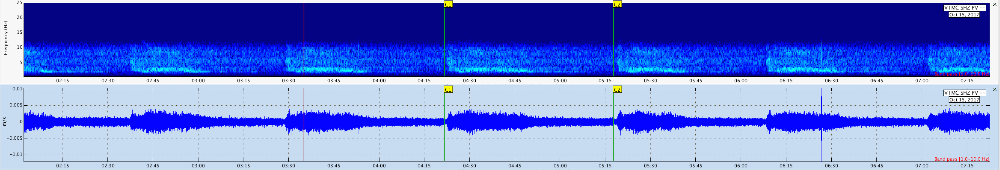 25
20
15
10
5
Frequency (Hz)
C1
C2
VTMC SHZ PV --
Oct 15, 2017
×
Band pass [1.0-10.0 Hz]
02:15 02:30 02:45 03:00 03:15 03:30 03:45 04:00 04:15 04:30 04:45 05:00 05:15 05:30 05:45 06:00 06:15 06:30 06:45 07:00 07:15
0.01
0.005
0
-0.005
-0.01
m/s
C1
C2
VTMC SHZ PV --
Oct 15, 2017
×
Band pass [1.0-10.0 Hz]
02:15 02:30 02:45 03:00 03:15 03:30 03:45 04:00 04:15 04:30 04:45 05:00 05:15 05:30 05:45 06:00 06:15 06:30 06:45 07:00 07:15